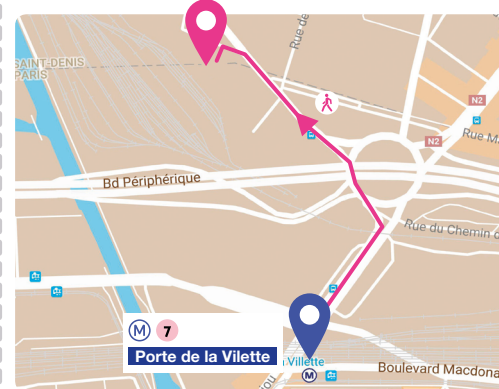 Rue de
SAINT-DENIS
PARIS
N2
N2
Rue M
Bd Périphérique
Rue du Chemin d
M 7
Porte de la Vilette
Villette
M
Boulevard Macdona